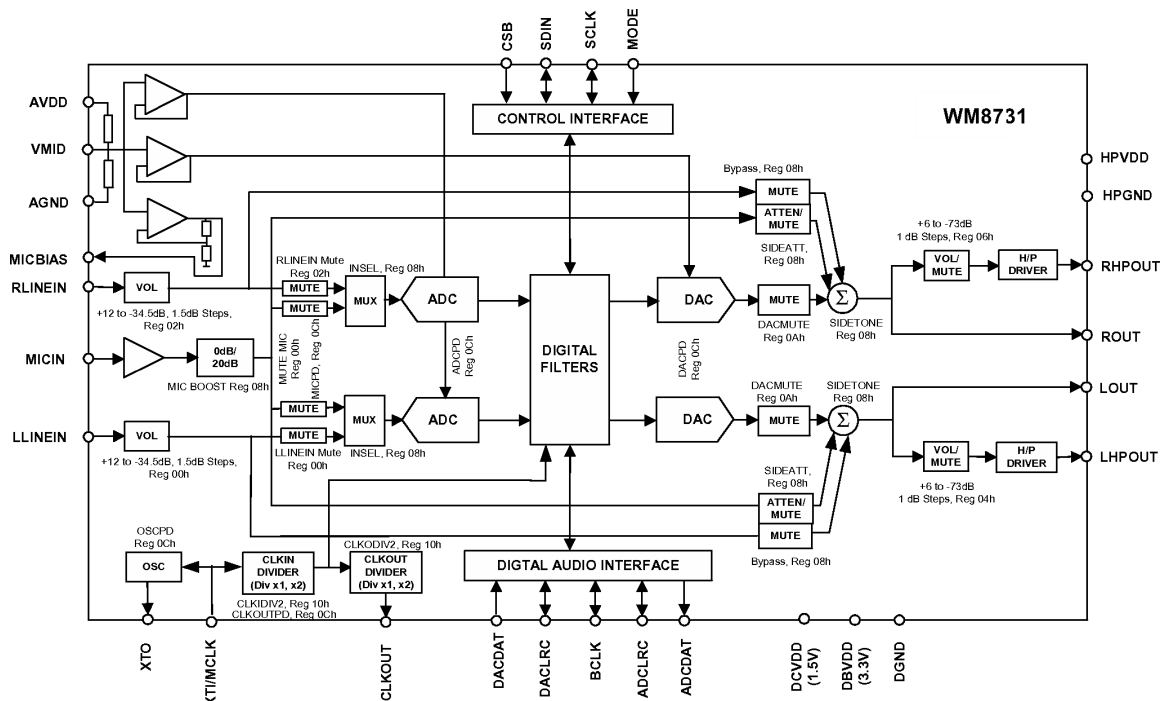 CSB
SDIN
SCLK
MODE
WM8731
AVDD
VMID
AGND
MICBIAS
RLINEIN
MICIN
LLINEIN
HPVDD
HPGND
RHPOUT
ROUT
LOUT
LHPOUT
CONTROL INTERFACE
Bypass, Reg 08h
MUTE
ATTEN/
MUTE
SIDEATT,
Reg 08h
+6 to -73dB
1 dB Steps, Reg 06h
VOL/
MUTE
H/P
DRIVER
RLINEIN Mute
Reg 02h
INSEL, Reg 08h
VOL
MUTE
MUTE
MUX
ADC
DAC
MUTE
Σ
+12 to -34.5dB, 1.5dB Steps,
Reg 02h
DACMUTE
Reg 0Ah
SIDETONE
Reg 08h
0dB/
20dB
MIC BOOST Reg 08h
MUTE MIC
Reg 00h
MICPD, Reg 0Ch
ADCPD
Reg 0Ch
DIGITAL
FILTERS
DACPD
Reg 0Ch
DACMUTE
Reg 0Ah
SIDETONE
Reg 08h
VOL
MUTE
MUTE
MUX
ADC
DAC
MUTE
Σ
LLINEIN Mute
Reg 00h
INSEL, Reg 08h
+12 to -34.5dB, 1.5dB Steps,
Reg 00h
VOL/
MUTE
H/P
DRIVER
+6 to -73dB
1 dB Steps, Reg 04h
SIDEATT,
Reg 08h
ATTEN/
MUTE
MUTE
Bypass, Reg 08h
OSCPD
Reg 0Ch
OSC
CLKIN
DIVIDER
(Div x1, x2)
CLKODIV2, Reg 10h
CLKOUT
DIVIDER
(Div x1, x2)
CLKIDIV2, Reg 10h
CLKOUTPD, Reg 0Ch
DIGTAL AUDIO INTERFACE
XTO
XTI/MCLK
CLKOUT
DACDAT
DACLRC
BCLK
ADCLRC
ADCDAT
DCVDD
(1.5V)
DBVDD
(3.3V)
DGND